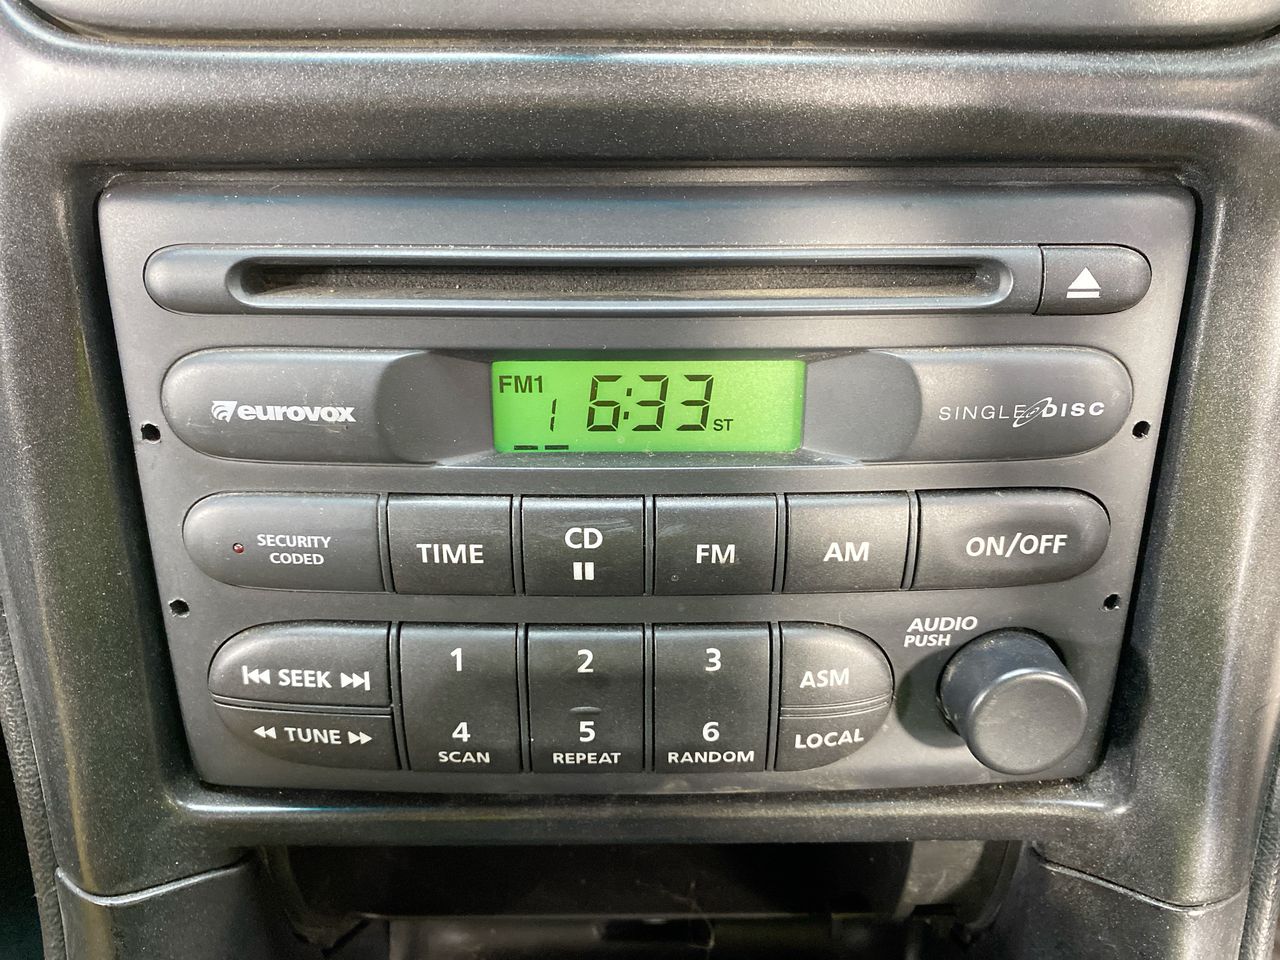 eurovox
FM1
1
6:33
ST
SINGLE DISC
SECURITY
CODED
TIME
CD
FM
AM
ON/OFF
SEEK
TUNE
1
4
SCAN
2
5
REPEAT
3
6
RANDOM
ASM
LOCAL
AUDIO
PUSH